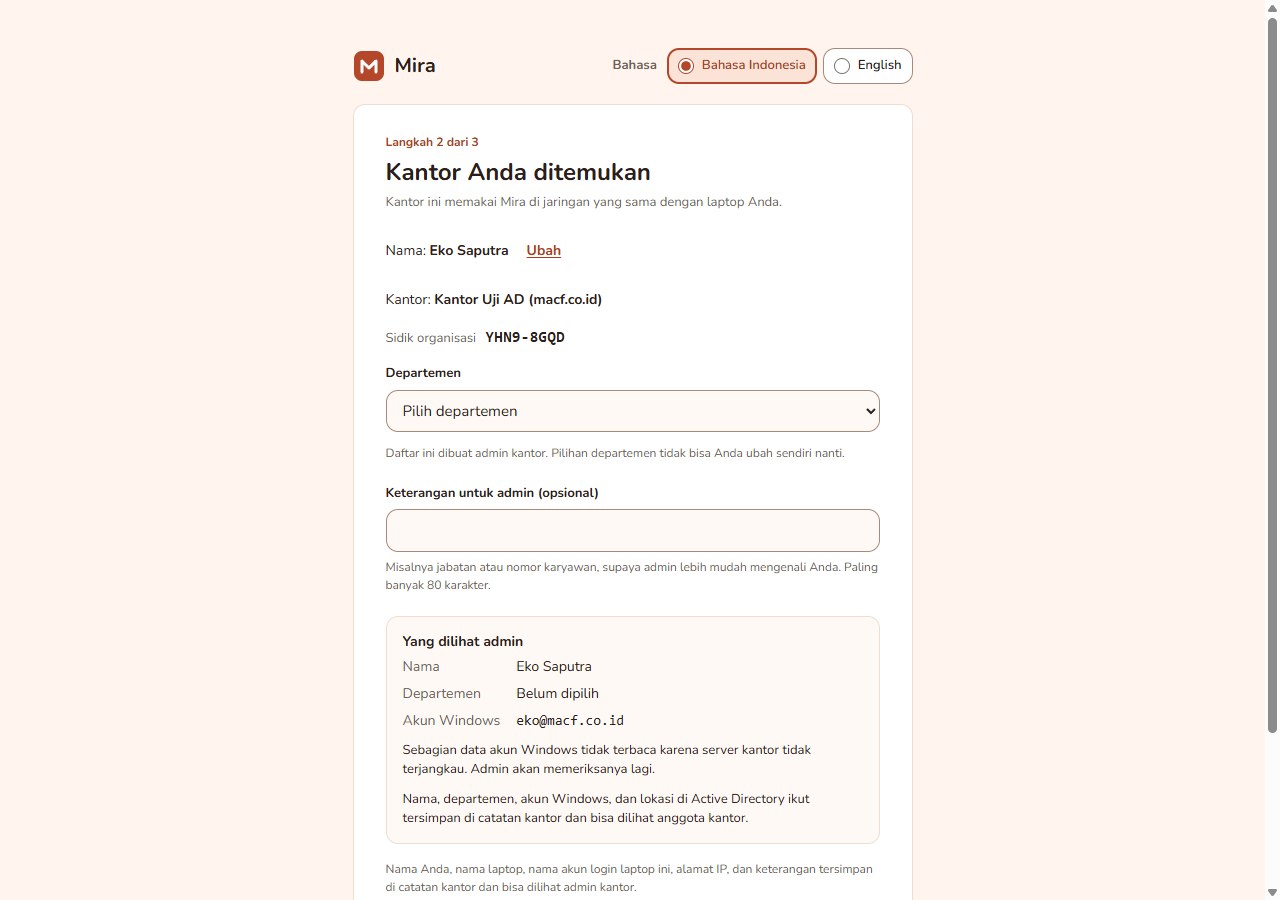 Mira
Bahasa
Bahasa Indonesia
English
Langkah 2 dari 3
Kantor Anda ditemukan
Kantor ini memakai Mira di jaringan yang sama dengan laptop Anda.
Nama: Eko Saputra Ubah
Kantor: Kantor Uji AD (macf.co.id)
Sidik organisasi YHN9-8GQD
Departemen
Pilih departemen
Daftar ini dibuat admin kantor. Pilihan departemen tidak bisa Anda ubah sendiri nanti.
Keterangan untuk admin (opsional)
Misalnya jabatan atau nomor karyawan, supaya admin lebih mudah mengenali Anda. Paling
banyak 80 karakter.
Yang dilihat admin
Nama Eko Saputra
Departemen Belum dipilih
Akun Windows eko@macf.co.id
Sebagian data akun Windows tidak terbaca karena server kantor tidak
terjangkau. Admin akan memeriksanya lagi.
Nama, departemen, akun Windows, dan lokasi di Active Directory ikut
tersimpan di catatan kantor dan bisa dilihat anggota kantor.
Nama Anda, nama laptop, nama akun login laptop ini, alamat IP, dan keterangan tersimpan
di catatan kantor dan bisa dilihat admin kantor.